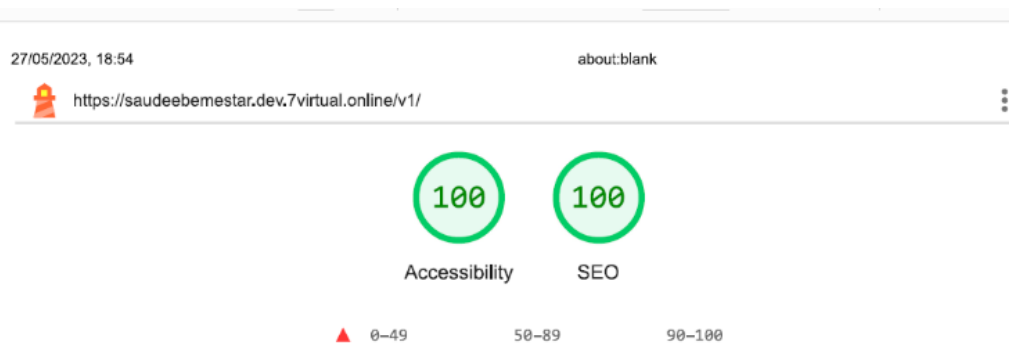 27/05/2023, 18:54 about:blank
https://saudeebemestar.dev.7virtual.online/v1/
100 100
Accessibility SEO
0–49 50–89 90–100